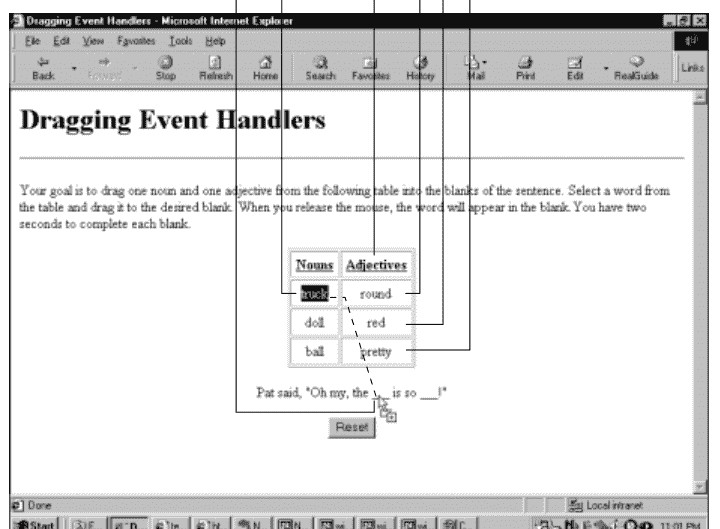 Dragging Event Handlers - Microsoft Internet Explorer
File Edit View Favorites Tools Help
Back Forward Stop Refresh Home Search Favorites History Mail Print Edit RealGuide Links
Dragging Event Handlers
Your goal is to drag one noun and one adjective from the following table into the blanks of the sentence. Select a word from
the table and drag it to the desired blank. When you release the mouse, the word will appear in the blank. You have two
seconds to complete each blank.
Nouns Adjectives
truck round
doll red
ball pretty
Pat said, "Oh my, the ___ is so ___!"
Reset
Done Local intranet
Start 11:01 PM